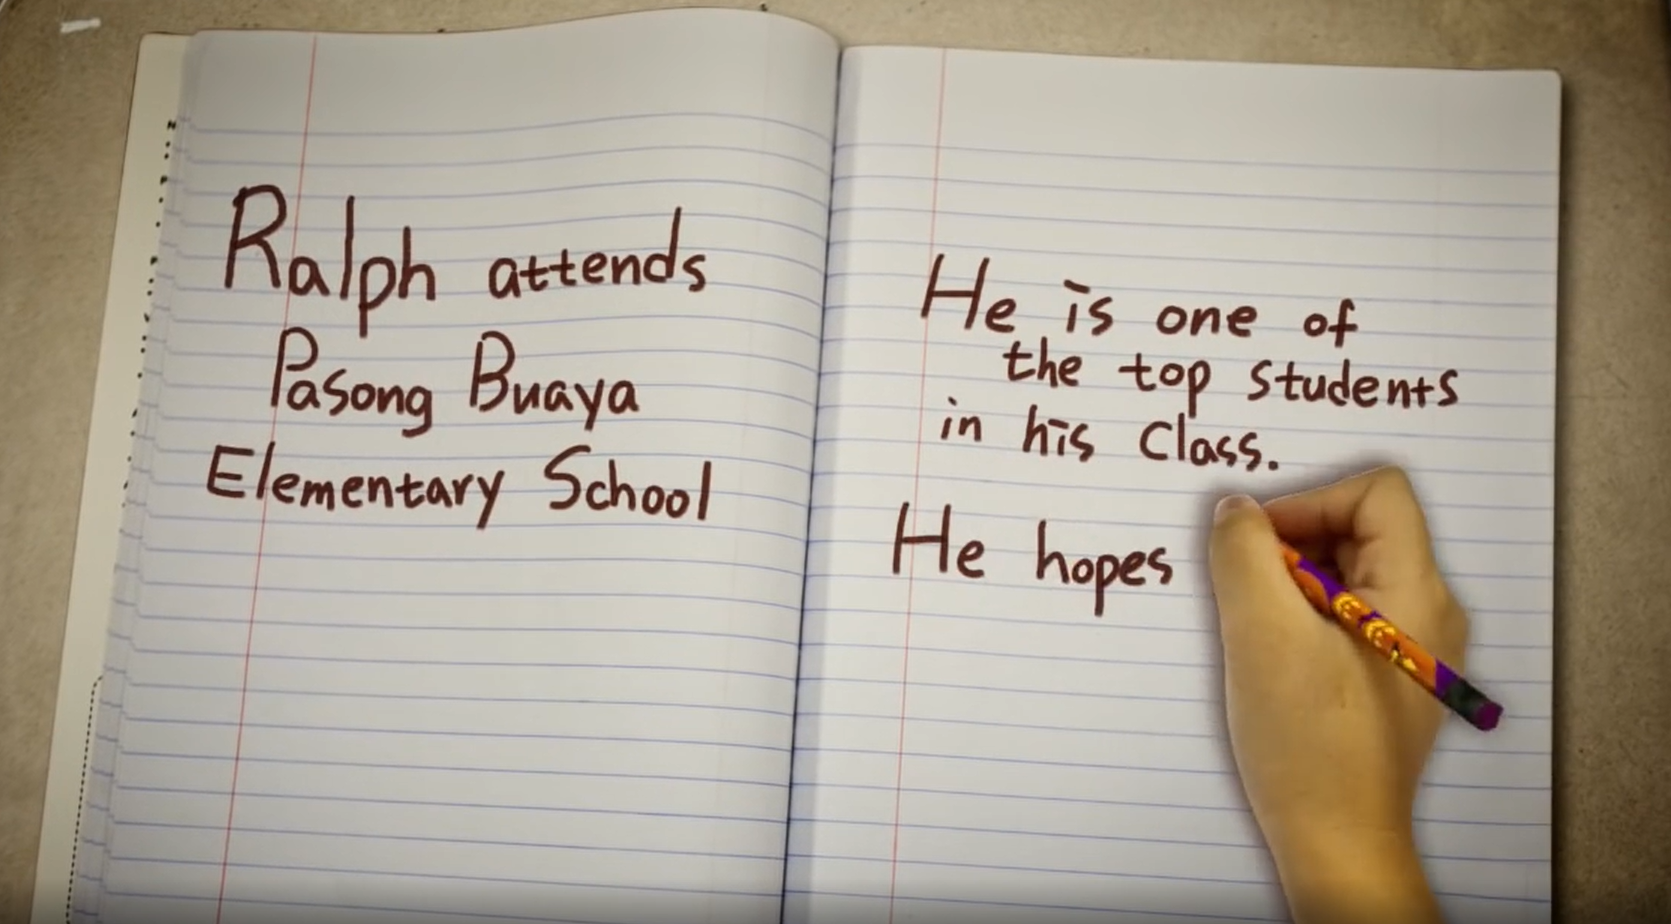 Ralph attends
Pasong Buaya
Elementary School
He is one of
the top students
in his Class.
He hopes